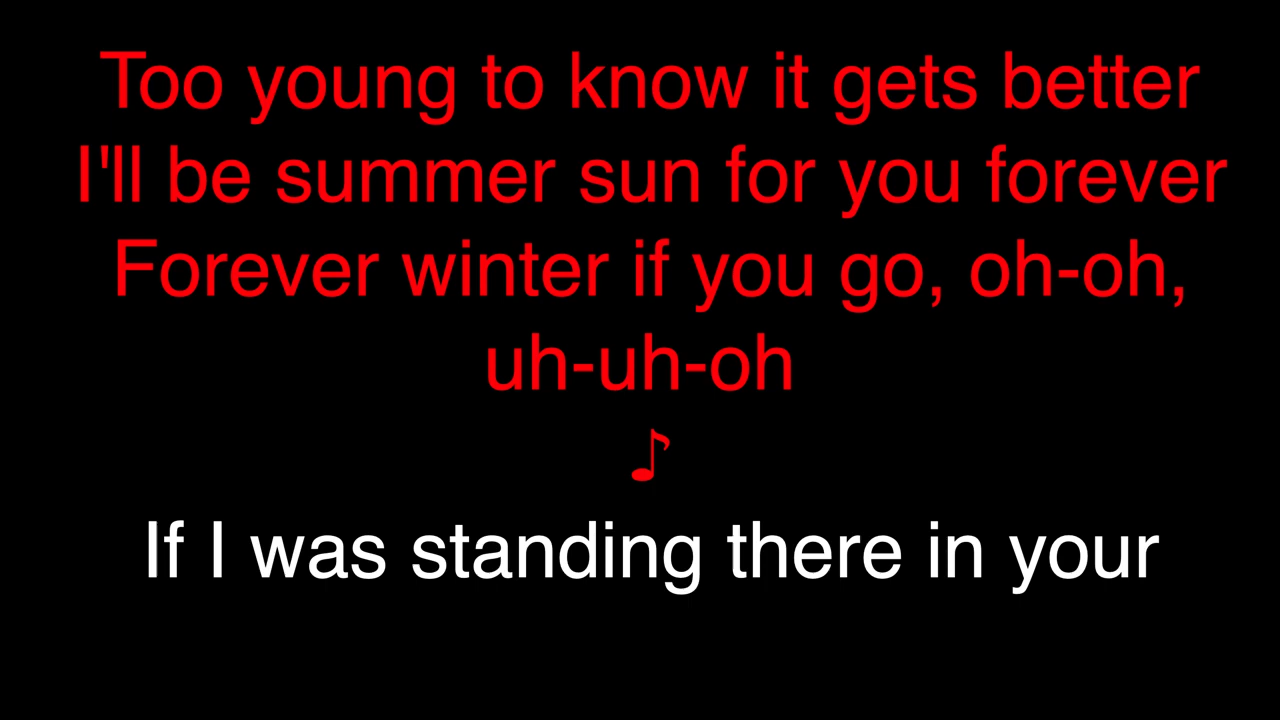 Too young to know it gets better
I'll be summer sun for you forever
Forever winter if you go, oh-oh,
uh-uh-oh
♪
If I was standing there in your